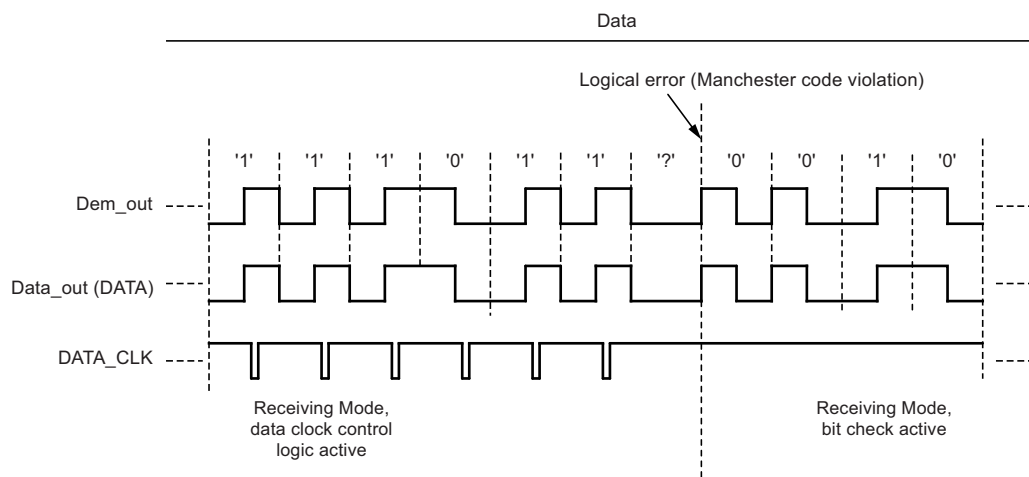 Data
Logical error (Manchester code violation)
'1' '1' '1' '0' '1' '1' '?' '0' '0' '1' '0'
Dem_out
Data_out (DATA)
DATA_CLK
Receiving Mode,
data clock control
logic active
Receiving Mode,
bit check active